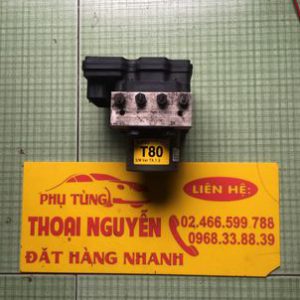 T80
PHỤ TÙNG
THOẠI NGUYỄN
ĐẶT HÀNG NHANH
LIÊN HỆ:
02.466.599.788
0968.33.88.39